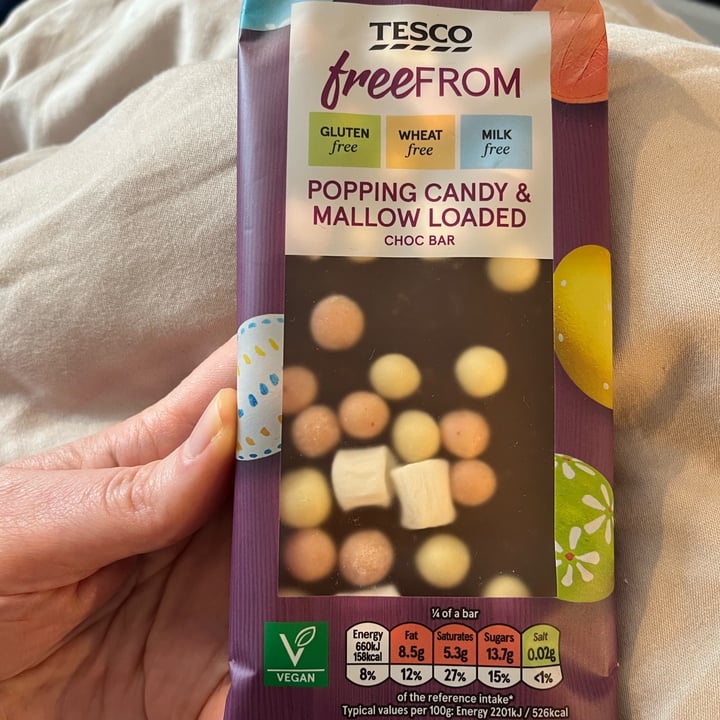 TESCO
freeFROM
GLUTEN free
WHEAT free
MILK free
POPPING CANDY &
MALLOW LOADED
CHOC BAR
¼ of a bar
Energy 660kJ 158kcal 8%
Fat 8.5g 12%
Saturates 5.3g 27%
Sugars 13.7g 15%
Salt 0.02g <1%
V
VEGAN
of the reference intake*
Typical values per 100g: Energy 2201kJ / 526kcal